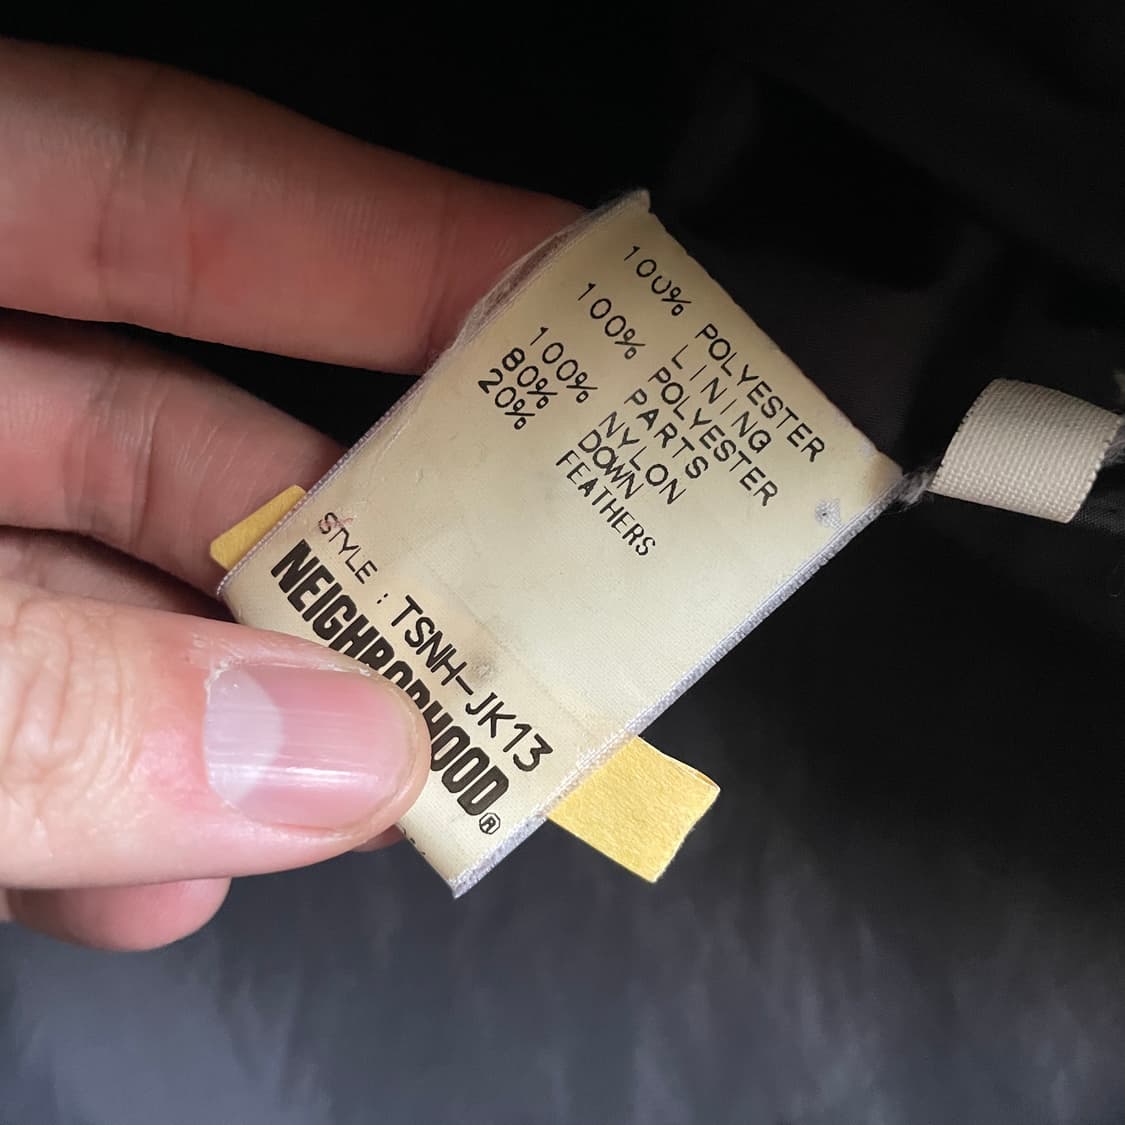 100% POLYESTER
LINING
100% POLYESTER
PARTS
100% NYLON
80% DOWN
20% FEATHERS
STYLE : TSNH-JK13
NEIGHBORHOOD®